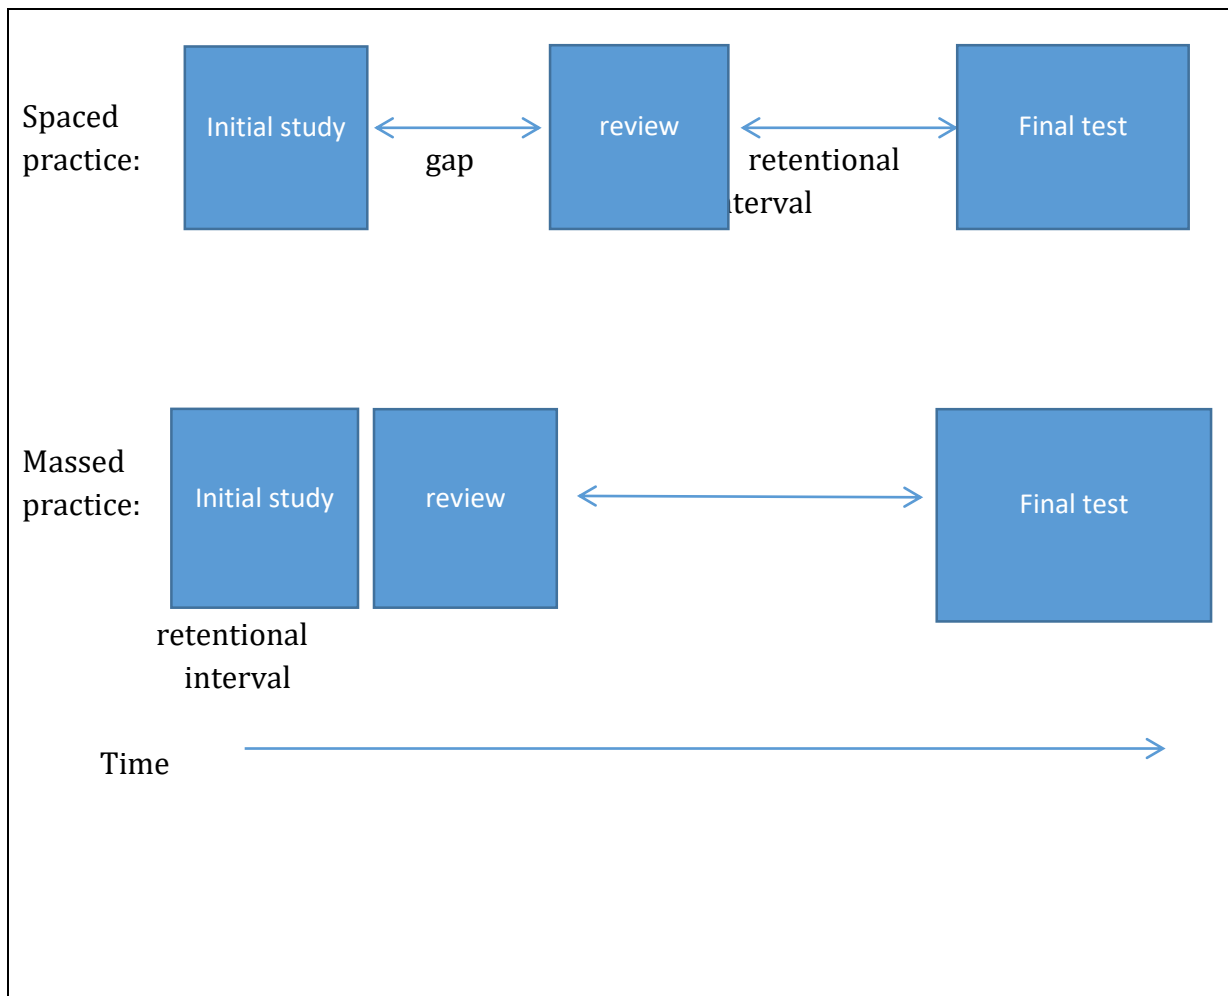 Spaced
practice:
Initial study
gap
review
retentional
nterval
Final test
Massed
practice:
Initial study
review
Final test
retentional
interval
Time